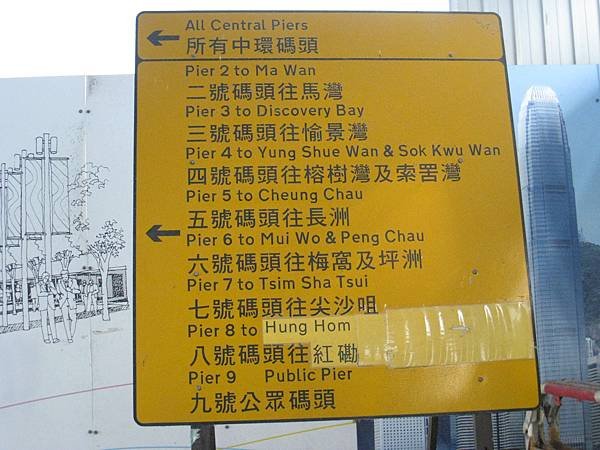 All Central Piers
所有中環碼頭
Pier 2 to Ma Wan
二號碼頭往馬灣
Pier 3 to Discovery Bay
三號碼頭往愉景灣
Pier 4 to Yung Shue Wan & Sok Kwu Wan
四號碼頭往榕樹灣及索罟灣
Pier 5 to Cheung Chau
五號碼頭往長洲
Pier 6 to Mui Wo & Peng Chau
六號碼頭往梅窩及坪洲
Pier 7 to Tsim Sha Tsui
七號碼頭往尖沙咀
Pier 8 to Hung Hom
八號碼頭往紅磡
Pier 9 Public Pier
九號公眾碼頭